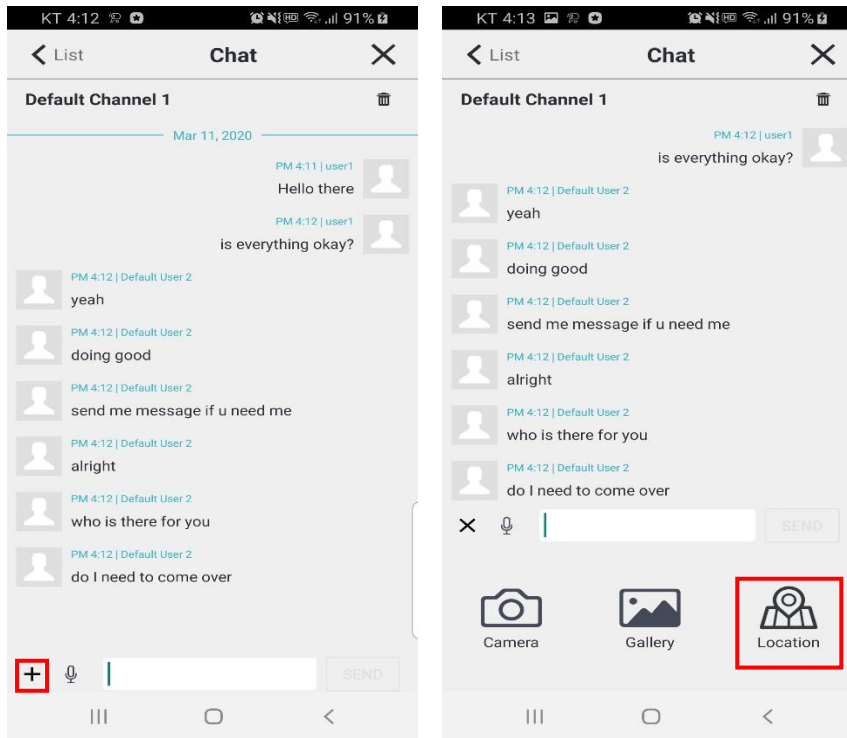 KT 4:12 HD 91%
List Chat
Default Channel 1
Mar 11, 2020
PM 4:11 | user1
Hello there
PM 4:12 | user1
is everything okay?
PM 4:12 | Default User 2
yeah
PM 4:12 | Default User 2
doing good
PM 4:12 | Default User 2
send me message if u need me
PM 4:12 | Default User 2
alright
PM 4:12 | Default User 2
who is there for you
PM 4:12 | Default User 2
do I need to come over
SEND
KT 4:13 HD 91%
List Chat
Default Channel 1
PM 4:12 | user1
is everything okay?
PM 4:12 | Default User 2
yeah
PM 4:12 | Default User 2
doing good
PM 4:12 | Default User 2
send me message if u need me
PM 4:12 | Default User 2
alright
PM 4:12 | Default User 2
who is there for you
PM 4:12 | Default User 2
do I need to come over
SEND
Camera Gallery Location